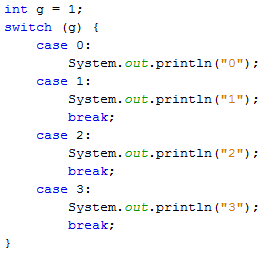 int g = 1;
switch (g) {
    case 0:
        System.out.println("0");
    case 1:
        System.out.println("1");
        break;
    case 2:
        System.out.println("2");
        break;
    case 3:
        System.out.println("3");
        break;
}